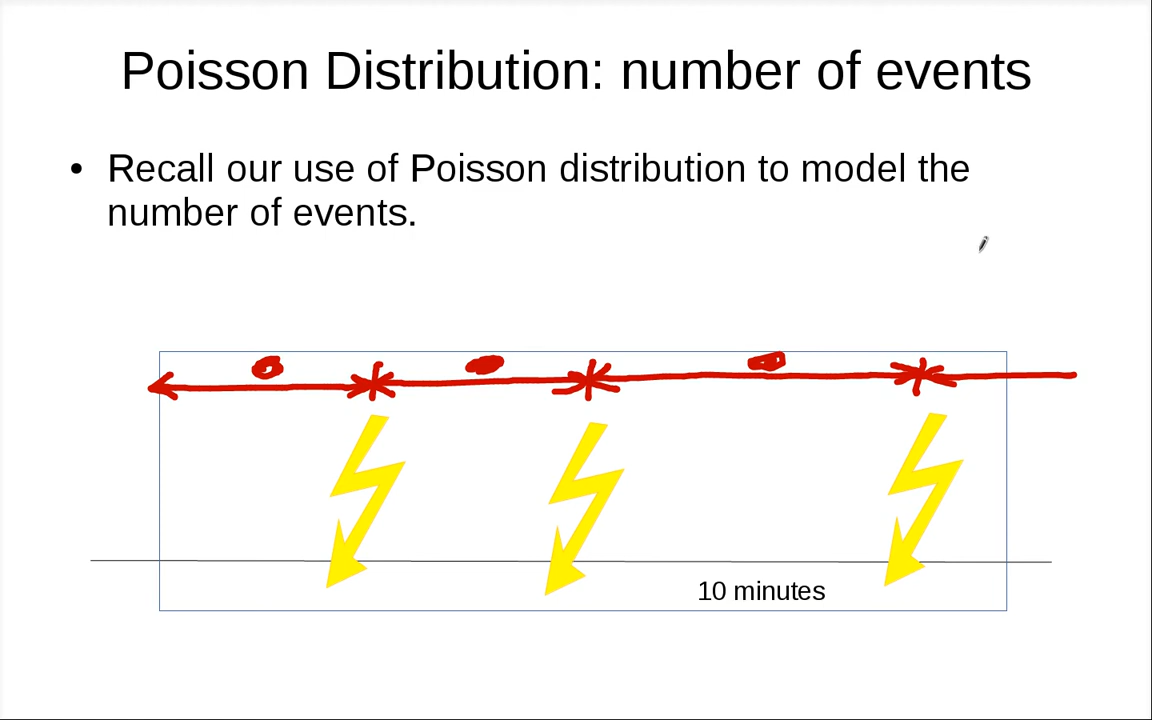 Poisson Distribution: number of events
• Recall our use of Poisson distribution to model the
number of events.
10 minutes